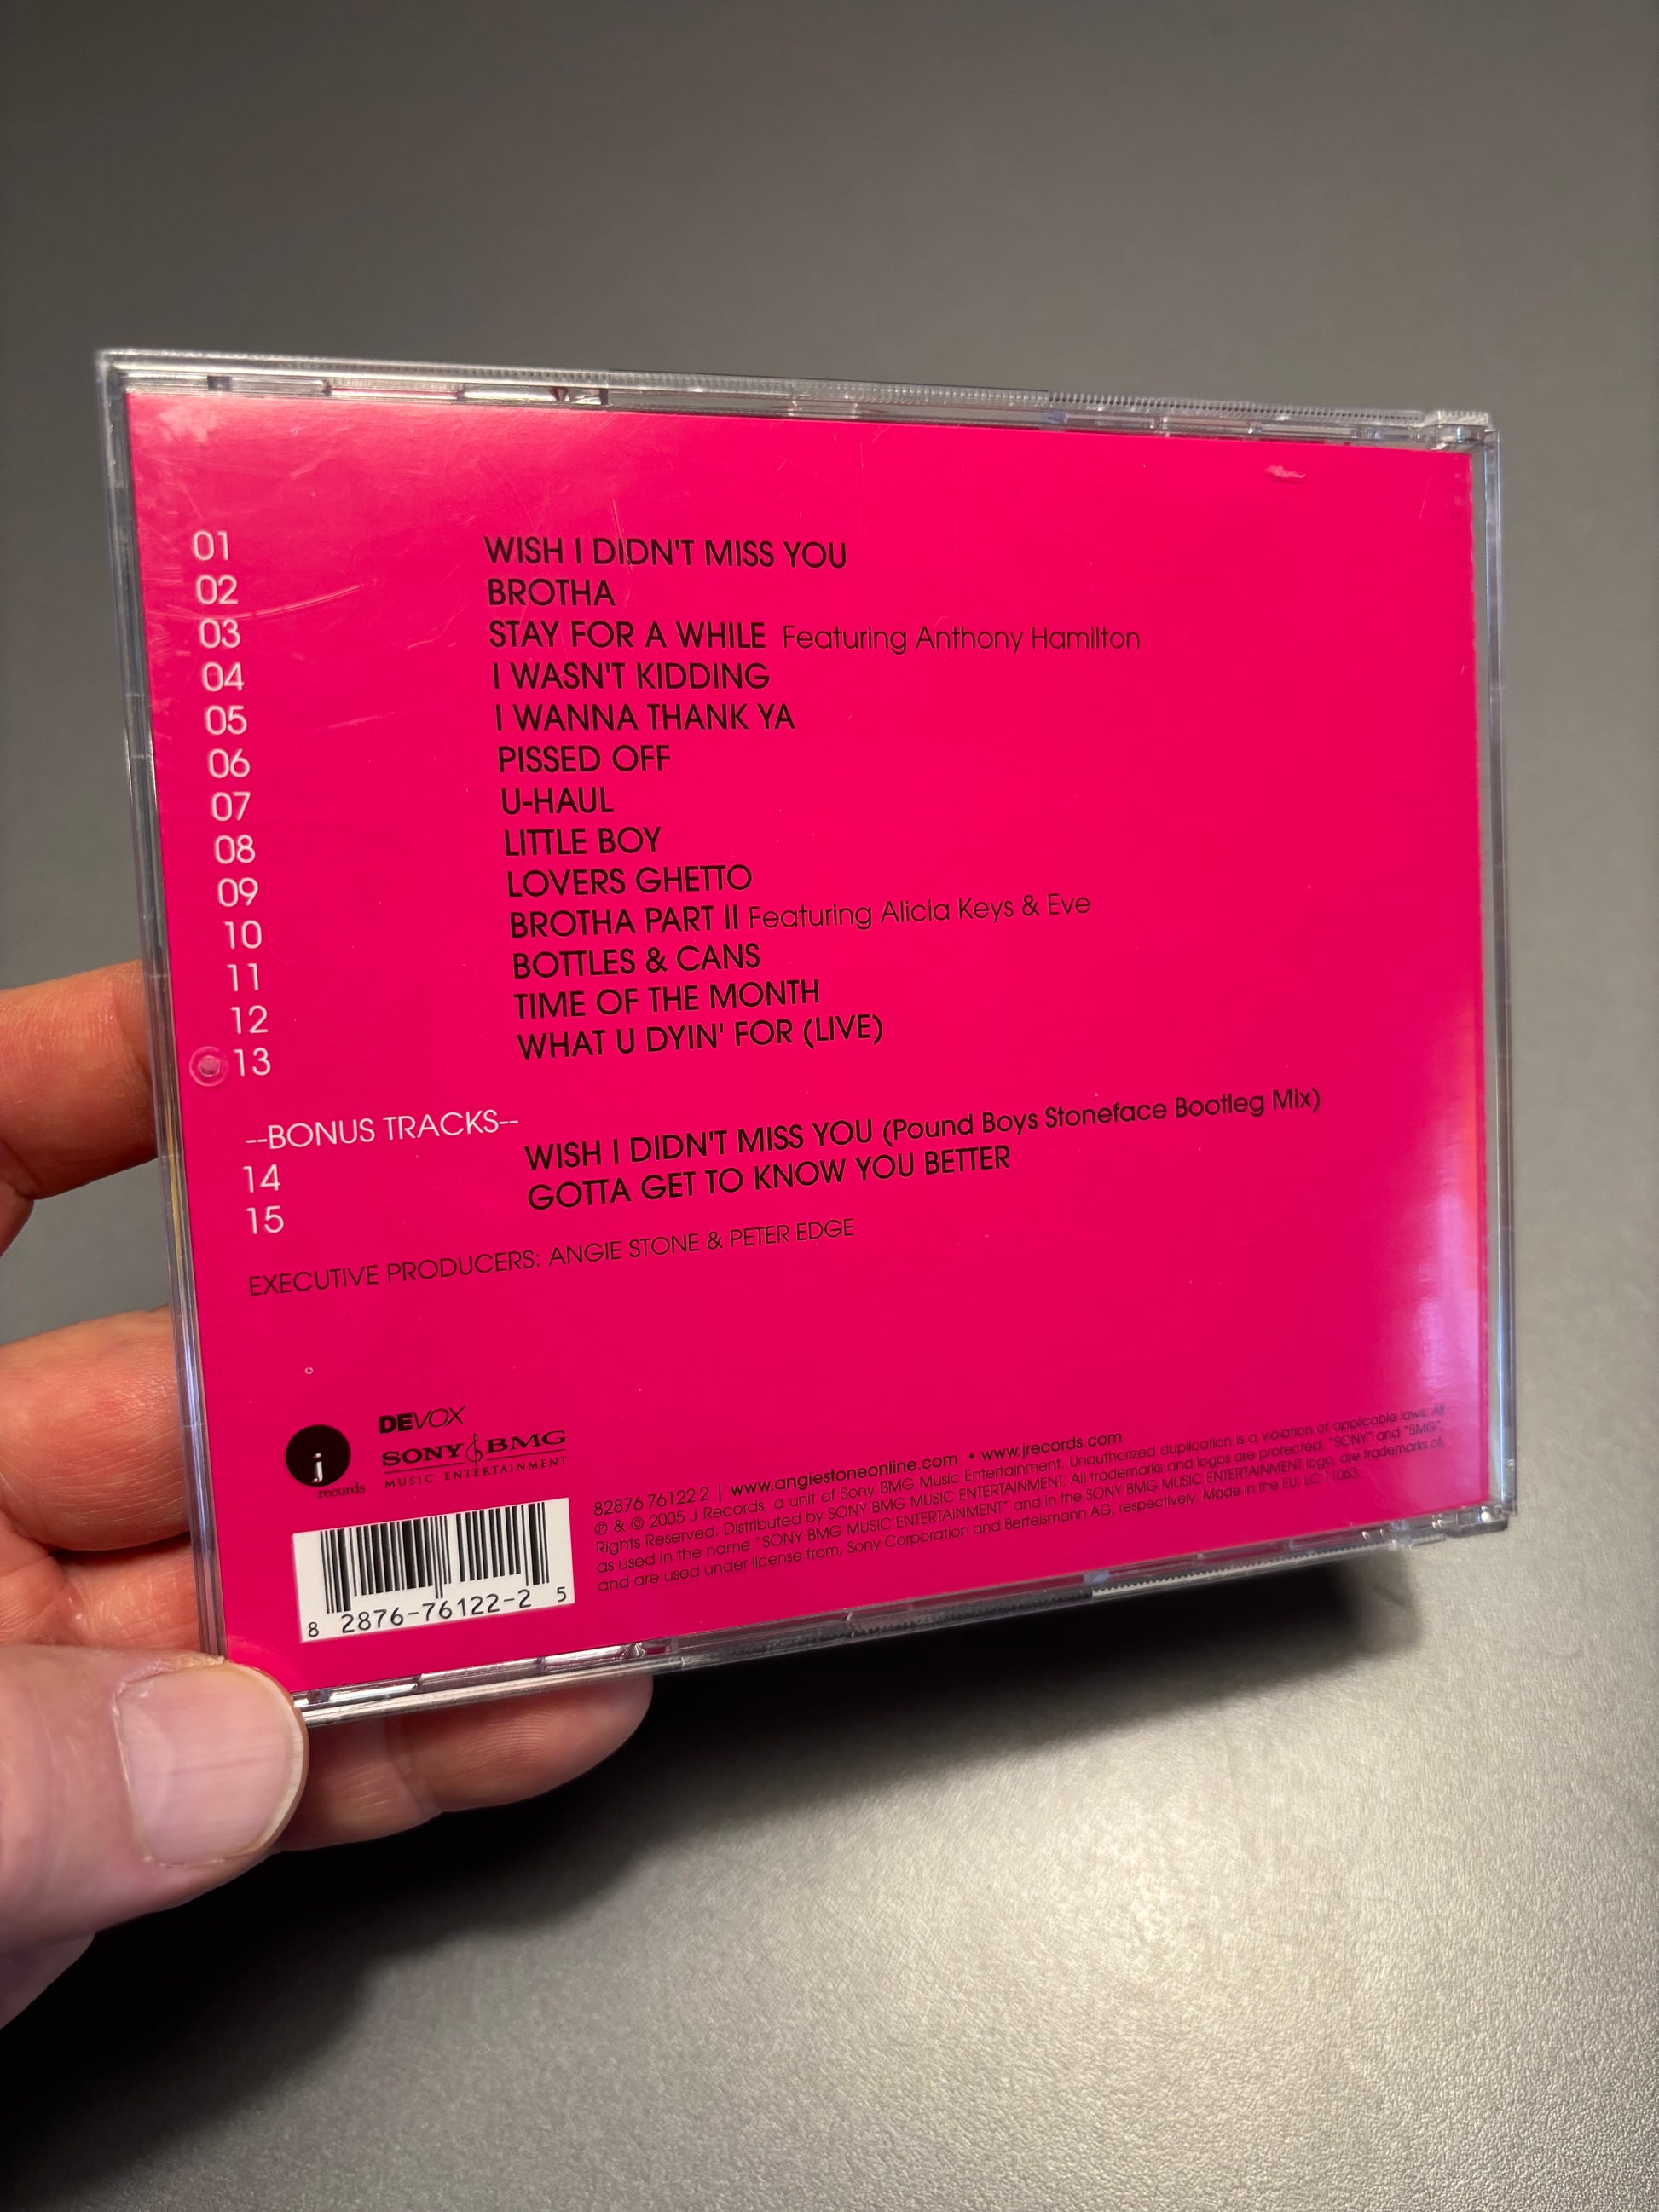 01 WISH I DIDN'T MISS YOU
02 BROTHA
03 STAY FOR A WHILE Featuring Anthony Hamilton
04 I WASN'T KIDDING
05 I WANNA THANK YA
06 PISSED OFF
07 U-HAUL
08 LITTLE BOY
09 LOVERS GHETTO
10 BROTHA PART II Featuring Alicia Keys & Eve
11 BOTTLES & CANS
12 TIME OF THE MONTH
13 WHAT U DYIN' FOR (LIVE)
--BONUS TRACKS--
14 WISH I DIDN'T MISS YOU (Pound Boys Stoneface Bootleg Mix)
15 GOTTA GET TO KNOW YOU BETTER
EXECUTIVE PRODUCERS: ANGIE STONE & PETER EDGE
j
records
DEVOX
SONY BMG
MUSIC ENTERTAINMENT
8 2876-76122-2 5
82876 76122 2 | www.angiestoneonline.com • www.jrecords.com
℗ & © 2005 J Records, a unit of Sony BMG Music Entertainment. Unauthorized duplication is a violation of applicable laws. All
Rights Reserved. Distributed by SONY BMG MUSIC ENTERTAINMENT. All trademarks and logos are protected. "SONY" and "BMG",
as used in the name "SONY BMG MUSIC ENTERTAINMENT" and in the SONY BMG MUSIC ENTERTAINMENT logo, are trademarks of,
and are used under license from, Sony Corporation and Bertelsmann AG, respectively. Made in the EU. LC 11063.